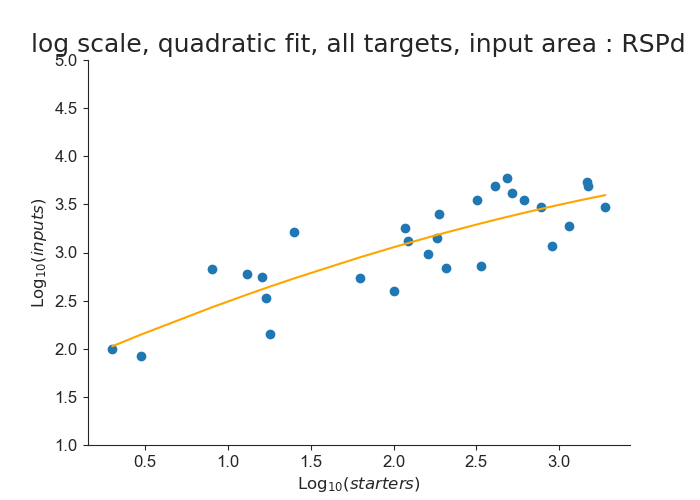 log scale, quadratic fit, all targets, input area : RSPd
5.0
4.5
4.0
3.5
3.0
2.5
2.0
1.5
1.0
Log₁₀(inputs)
0.5 1.0 1.5 2.0 2.5 3.0
Log₁₀(starters)